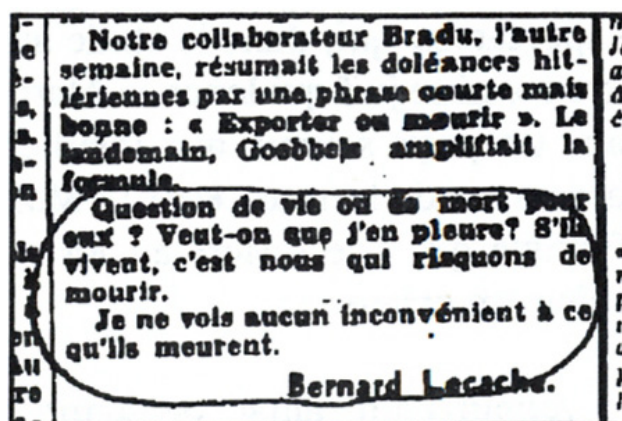 Notre collaborateur Bradu, l'autre
semaine, résumait les doléances hit-
lériennes par une phrase courte mais
bonne : « Exporter ou mourir ». Le
lendemain, Goebbels amplifiait la
formule.
Question de vie ou de mort pour
eux ? Veut-on que j'en pleure? S'ils
vivent, c'est nous qui risquons de
mourir.
Je ne vois aucun inconvénient à ce
qu'ils meurent.
Bernard Lecache.